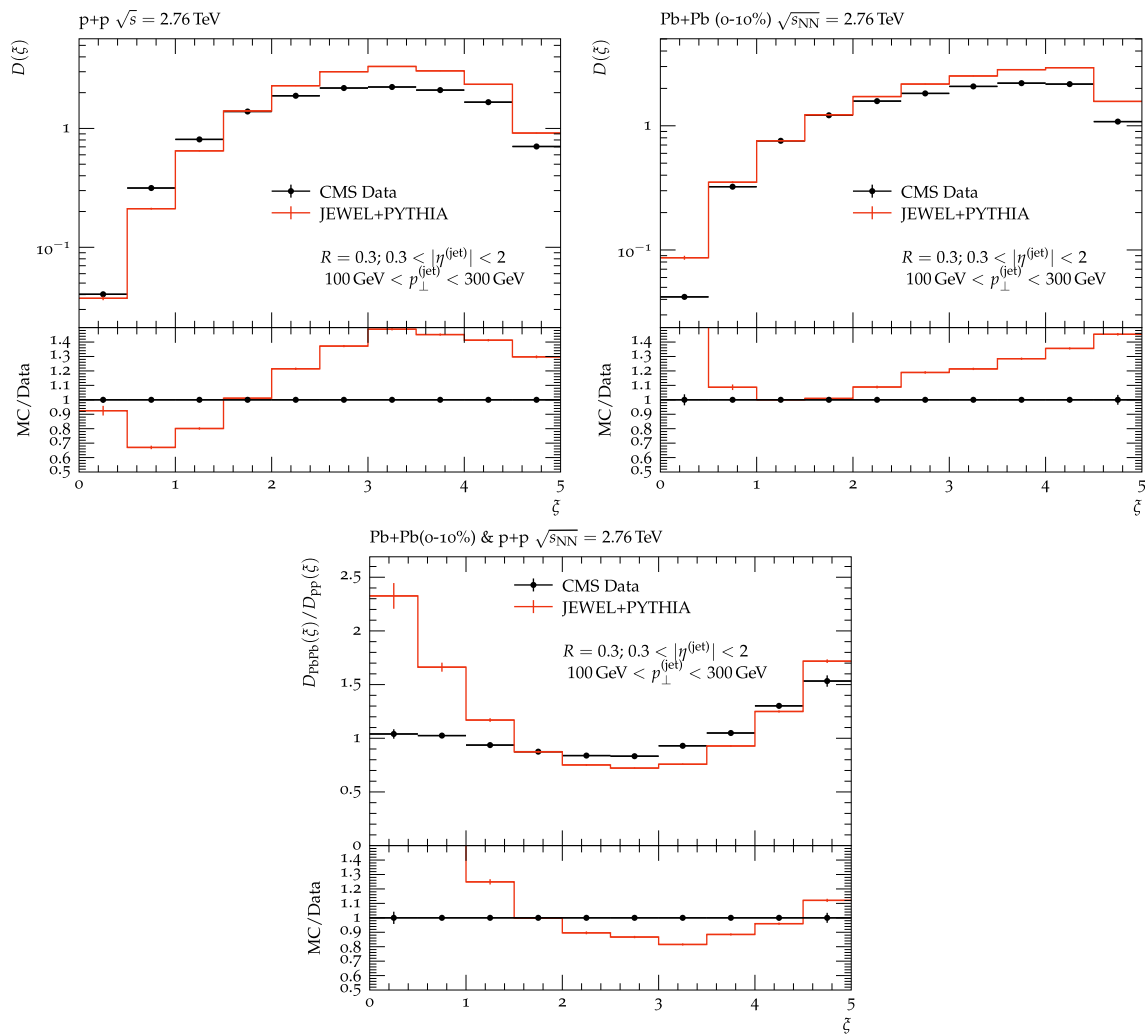 p+p √s = 2.76 TeV
D(ξ)
1
10⁻¹
CMS Data
JEWEL+PYTHIA
R = 0.3; 0.3 < |η^(jet)| < 2
100 GeV < p_⊥^(jet) < 300 GeV
MC/Data
1.4
1.3
1.2
1.1
1
0.9
0.8
0.7
0.6
0.5
0 1 2 3 4 5
ξ
Pb+Pb (0-10%) √s_NN = 2.76 TeV
D(ξ)
1
10⁻¹
CMS Data
JEWEL+PYTHIA
R = 0.3; 0.3 < |η^(jet)| < 2
100 GeV < p_⊥^(jet) < 300 GeV
MC/Data
1.4
1.3
1.2
1.1
1
0.9
0.8
0.7
0.6
0.5
0 1 2 3 4 5
ξ
Pb+Pb(0-10%) & p+p √s_NN = 2.76 TeV
D_PbPb(ξ)/D_pp(ξ)
2.5
2
1.5
1
0.5
0
CMS Data
JEWEL+PYTHIA
R = 0.3; 0.3 < |η^(jet)| < 2
100 GeV < p_⊥^(jet) < 300 GeV
MC/Data
1.4
1.3
1.2
1.1
1
0.9
0.8
0.7
0.6
0.5
0 1 2 3 4 5
ξ